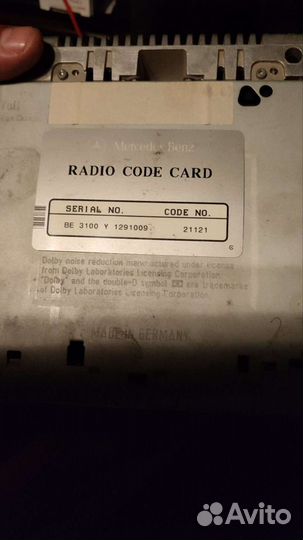 Mercedes Benz
RADIO CODE CARD
SERIAL NO. CODE NO.
BE 3100 Y 1291009 21121
6
Dolby noise reduction manufactured under license
from Dolby Laboratories Licensing Corporation.
"Dolby" and the double-D symbol are trademarks
of Dolby Laboratories Licensing Corporation.
MADE IN GERMANY
Avito